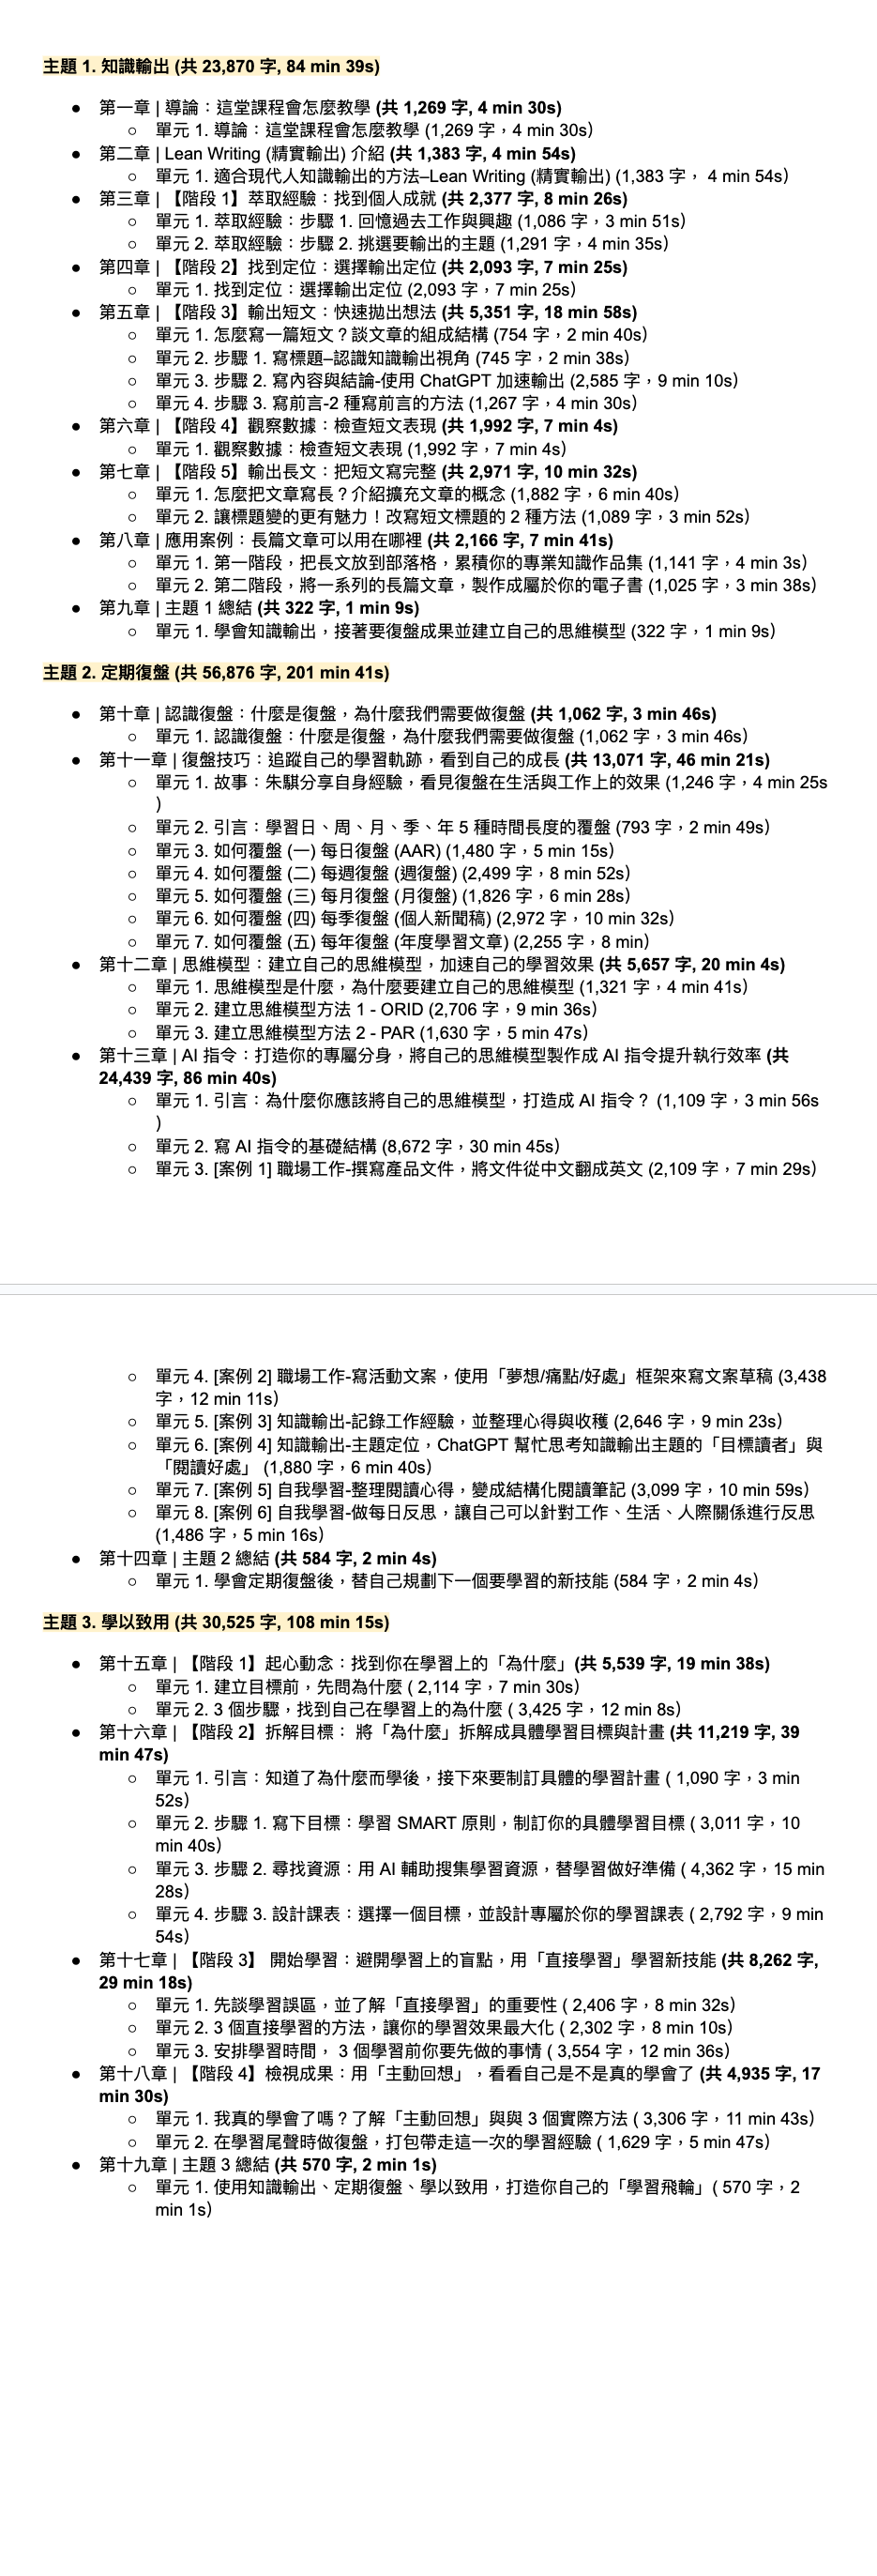 主題 1. 知識輸出 (共 23,870 字, 84 min 39s)
● 第一章 | 導論：這堂課程會怎麼教學 (共 1,269 字, 4 min 30s)
○ 單元 1. 導論：這堂課程會怎麼教學 (1,269 字，4 min 30s)
● 第二章 | Lean Writing (精實輸出) 介紹 (共 1,383 字, 4 min 54s)
○ 單元 1. 適合現代人知識輸出的方法–Lean Writing (精實輸出) (1,383 字， 4 min 54s)
● 第三章 | 【階段 1】萃取經驗：找到個人成就 (共 2,377 字, 8 min 26s)
○ 單元 1. 萃取經驗：步驟 1. 回憶過去工作與興趣 (1,086 字，3 min 51s)
○ 單元 2. 萃取經驗：步驟 2. 挑選要輸出的主題 (1,291 字，4 min 35s)
● 第四章 | 【階段 2】找到定位：選擇輸出定位 (共 2,093 字, 7 min 25s)
○ 單元 1. 找到定位：選擇輸出定位 (2,093 字，7 min 25s)
● 第五章 | 【階段 3】輸出短文：快速拋出想法 (共 5,351 字, 18 min 58s)
○ 單元 1. 怎麼寫一篇短文？談文章的組成結構 (754 字，2 min 40s)
○ 單元 2. 步驟 1. 寫標題–認識知識輸出視角 (745 字，2 min 38s)
○ 單元 3. 步驟 2. 寫內容與結論-使用 ChatGPT 加速輸出 (2,585 字，9 min 10s)
○ 單元 4. 步驟 3. 寫前言-2 種寫前言的方法 (1,267 字，4 min 30s)
● 第六章 | 【階段 4】觀察數據：檢查短文表現 (共 1,992 字, 7 min 4s)
○ 單元 1. 觀察數據：檢查短文表現 (1,992 字，7 min 4s)
● 第七章 | 【階段 5】輸出長文：把短文寫完整 (共 2,971 字, 10 min 32s)
○ 單元 1. 怎麼把文章寫長？介紹擴充文章的概念 (1,882 字，6 min 40s)
○ 單元 2. 讓標題變的更有魅力！改寫短文標題的 2 種方法 (1,089 字，3 min 52s)
● 第八章 | 應用案例：長篇文章可以用在哪裡 (共 2,166 字, 7 min 41s)
○ 單元 1. 第一階段，把長文放到部落格，累積你的專業知識作品集 (1,141 字，4 min 3s)
○ 單元 2. 第二階段，將一系列的長篇文章，製作成屬於你的電子書 (1,025 字，3 min 38s)
● 第九章 | 主題 1 總結 (共 322 字, 1 min 9s)
○ 單元 1. 學會知識輸出，接著要復盤成果並建立自己的思維模型 (322 字，1 min 9s)
主題 2. 定期復盤 (共 56,876 字, 201 min 41s)
● 第十章 | 認識復盤：什麼是復盤，為什麼我們需要做復盤 (共 1,062 字, 3 min 46s)
○ 單元 1. 認識復盤：什麼是復盤，為什麼我們需要做復盤 (1,062 字，3 min 46s)
● 第十一章 | 復盤技巧：追蹤自己的學習軌跡，看到自己的成長 (共 13,071 字, 46 min 21s)
○ 單元 1. 故事：朱騏分享自身經驗，看見復盤在生活與工作上的效果 (1,246 字，4 min 25s
)
○ 單元 2. 引言：學習日、周、月、季、年 5 種時間長度的覆盤 (793 字，2 min 49s)
○ 單元 3. 如何覆盤 (一) 每日復盤 (AAR) (1,480 字，5 min 15s)
○ 單元 4. 如何覆盤 (二) 每週復盤 (週復盤) (2,499 字，8 min 52s)
○ 單元 5. 如何覆盤 (三) 每月復盤 (月復盤) (1,826 字，6 min 28s)
○ 單元 6. 如何覆盤 (四) 每季復盤 (個人新聞稿) (2,972 字，10 min 32s)
○ 單元 7. 如何覆盤 (五) 每年復盤 (年度學習文章) (2,255 字，8 min)
● 第十二章 | 思維模型：建立自己的思維模型，加速自己的學習效果 (共 5,657 字, 20 min 4s)
○ 單元 1. 思維模型是什麼，為什麼要建立自己的思維模型 (1,321 字，4 min 41s)
○ 單元 2. 建立思維模型方法 1 - ORID (2,706 字，9 min 36s)
○ 單元 3. 建立思維模型方法 2 - PAR (1,630 字，5 min 47s)
● 第十三章 | AI 指令：打造你的專屬分身，將自己的思維模型製作成 AI 指令提升執行效率 (共
24,439 字, 86 min 40s)
○ 單元 1. 引言：為什麼你應該將自己的思維模型，打造成 AI 指令？ (1,109 字，3 min 56s
)
○ 單元 2. 寫 AI 指令的基礎結構 (8,672 字，30 min 45s)
○ 單元 3. [案例 1] 職場工作-撰寫產品文件，將文件從中文翻成英文 (2,109 字，7 min 29s)
○ 單元 4. [案例 2] 職場工作-寫活動文案，使用「夢想/痛點/好處」框架來寫文案草稿 (3,438
字，12 min 11s)
○ 單元 5. [案例 3] 知識輸出-記錄工作經驗，並整理心得與收穫 (2,646 字，9 min 23s)
○ 單元 6. [案例 4] 知識輸出-主題定位，ChatGPT 幫忙思考知識輸出主題的「目標讀者」與
「閱讀好處」 (1,880 字，6 min 40s)
○ 單元 7. [案例 5] 自我學習-整理閱讀心得，變成結構化閱讀筆記 (3,099 字，10 min 59s)
○ 單元 8. [案例 6] 自我學習-做每日反思，讓自己可以針對工作、生活、人際關係進行反思
(1,486 字，5 min 16s)
● 第十四章 | 主題 2 總結 (共 584 字, 2 min 4s)
○ 單元 1. 學會定期復盤後，替自己規劃下一個要學習的新技能 (584 字，2 min 4s)
主題 3. 學以致用 (共 30,525 字, 108 min 15s)
● 第十五章 | 【階段 1】起心動念：找到你在學習上的「為什麼」(共 5,539 字, 19 min 38s)
○ 單元 1. 建立目標前，先問為什麼 ( 2,114 字，7 min 30s)
○ 單元 2. 3 個步驟，找到自己在學習上的為什麼 ( 3,425 字，12 min 8s)
● 第十六章 | 【階段 2】拆解目標： 將「為什麼」拆解成具體學習目標與計畫 (共 11,219 字, 39
min 47s)
○ 單元 1. 引言：知道了為什麼而學後，接下來要制訂具體的學習計畫 ( 1,090 字，3 min
52s)
○ 單元 2. 步驟 1. 寫下目標：學習 SMART 原則，制訂你的具體學習目標 ( 3,011 字，10
min 40s)
○ 單元 3. 步驟 2. 尋找資源：用 AI 輔助搜集學習資源，替學習做好準備 ( 4,362 字，15 min
28s)
○ 單元 4. 步驟 3. 設計課表：選擇一個目標，並設計專屬於你的學習課表 ( 2,792 字，9 min
54s)
● 第十七章 | 【階段 3】 開始學習：避開學習上的盲點，用「直接學習」學習新技能 (共 8,262 字,
29 min 18s)
○ 單元 1. 先談學習誤區，並了解「直接學習」的重要性 ( 2,406 字，8 min 32s)
○ 單元 2. 3 個直接學習的方法，讓你的學習效果最大化 ( 2,302 字，8 min 10s)
○ 單元 3. 安排學習時間， 3 個學習前你要先做的事情 ( 3,554 字，12 min 36s)
● 第十八章 | 【階段 4】檢視成果：用「主動回想」，看看自己是不是真的學會了 (共 4,935 字, 17
min 30s)
○ 單元 1. 我真的學會了嗎？了解「主動回想」與與 3 個實際方法 ( 3,306 字，11 min 43s)
○ 單元 2. 在學習尾聲時做復盤，打包帶走這一次的學習經驗 ( 1,629 字，5 min 47s)
● 第十九章 | 主題 3 總結 (共 570 字, 2 min 1s)
○ 單元 1. 使用知識輸出、定期復盤、學以致用，打造你自己的「學習飛輪」( 570 字，2
min 1s)